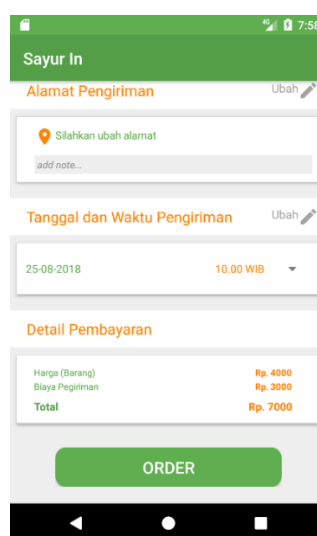 4G 7:58
Sayur In
Alamat Pengiriman Ubah
Silahkan ubah alamat
add note...
Tanggal dan Waktu Pengiriman Ubah
25-08-2018 10.00 WIB
Detail Pembayaran
Harga (Barang) Rp. 4000
Biaya Pegiriman Rp. 3000
Total Rp. 7000
ORDER